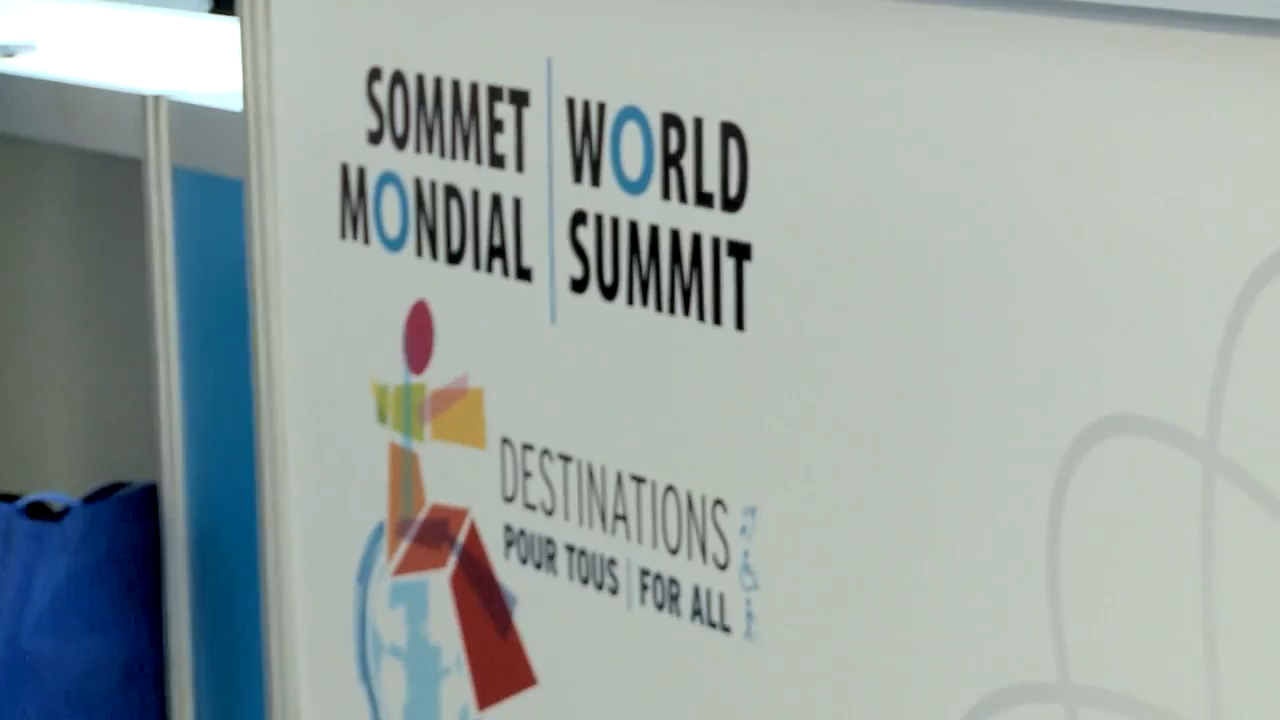 SOMMET
MONDIAL
WORLD
SUMMIT
DESTINATIONS
POUR TOUS | FOR ALL